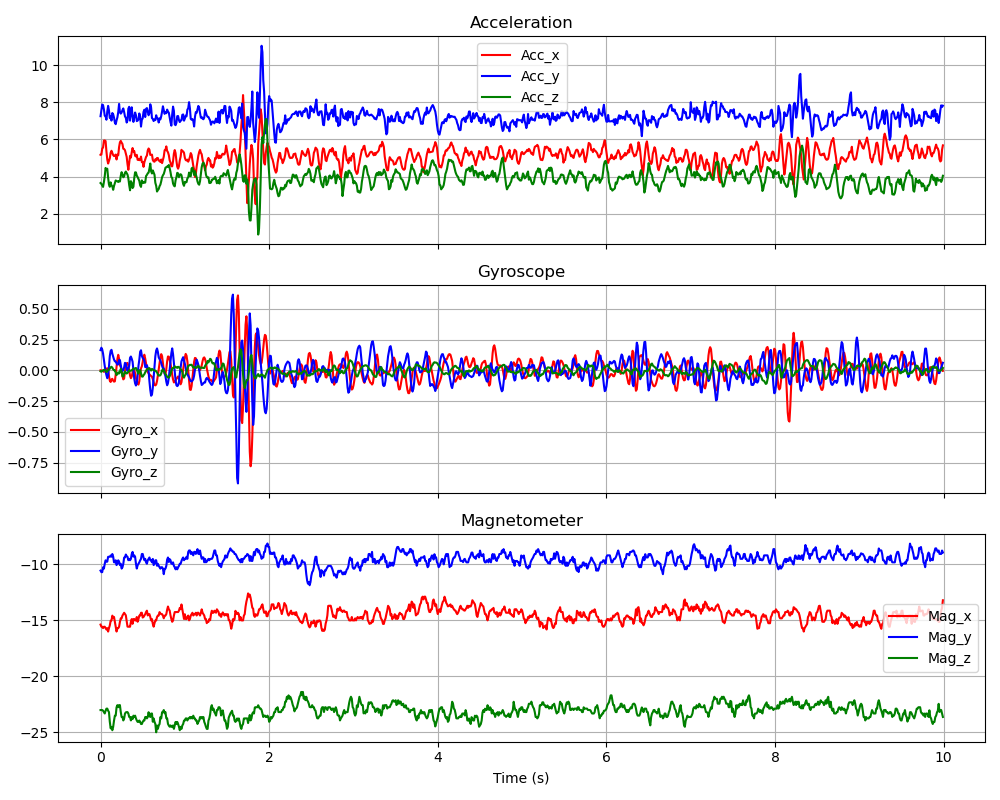 Acceleration
10
8
6
4
2
Acc_x
Acc_y
Acc_z
Gyroscope
0.50
0.25
0.00
−0.25
−0.50
−0.75
Gyro_x
Gyro_y
Gyro_z
Magnetometer
−10
−15
−20
−25
Mag_x
Mag_y
Mag_z
0 2 4 6 8 10
Time (s)